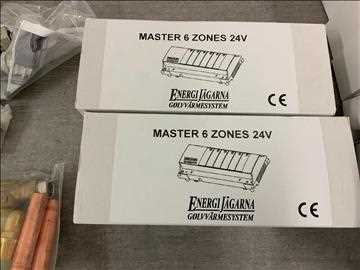 MASTER 6 ZONES 24V
ENERGI JÄGARNA
GOLVVÄRMESYSTEM
CE
MASTER 6 ZONES 24V
ENERGI JÄGARNA
GOLVVÄRMESYSTEM
CE